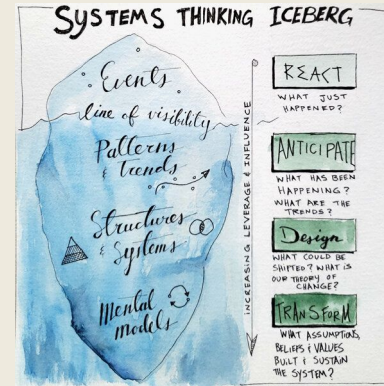 SYSTEMS THINKING ICEBERG
Events
line of visibility
Patterns
& trends
Structures
& Systems
Mental
models
INCREASING LEVERAGE & INFLUENCE
REACT
WHAT JUST
HAPPENED?
ANTICIPATE
WHAT HAS BEEN
HAPPENING?
WHAT ARE THE
TRENDS?
Design
WHAT COULD BE
SHIFTED? WHAT IS
OUR THEORY OF
CHANGE?
TRANSFORM
WHAT ASSUMPTIONS,
BELIEFS & VALUES
BUILT & SUSTAIN
THE SYSTEM?